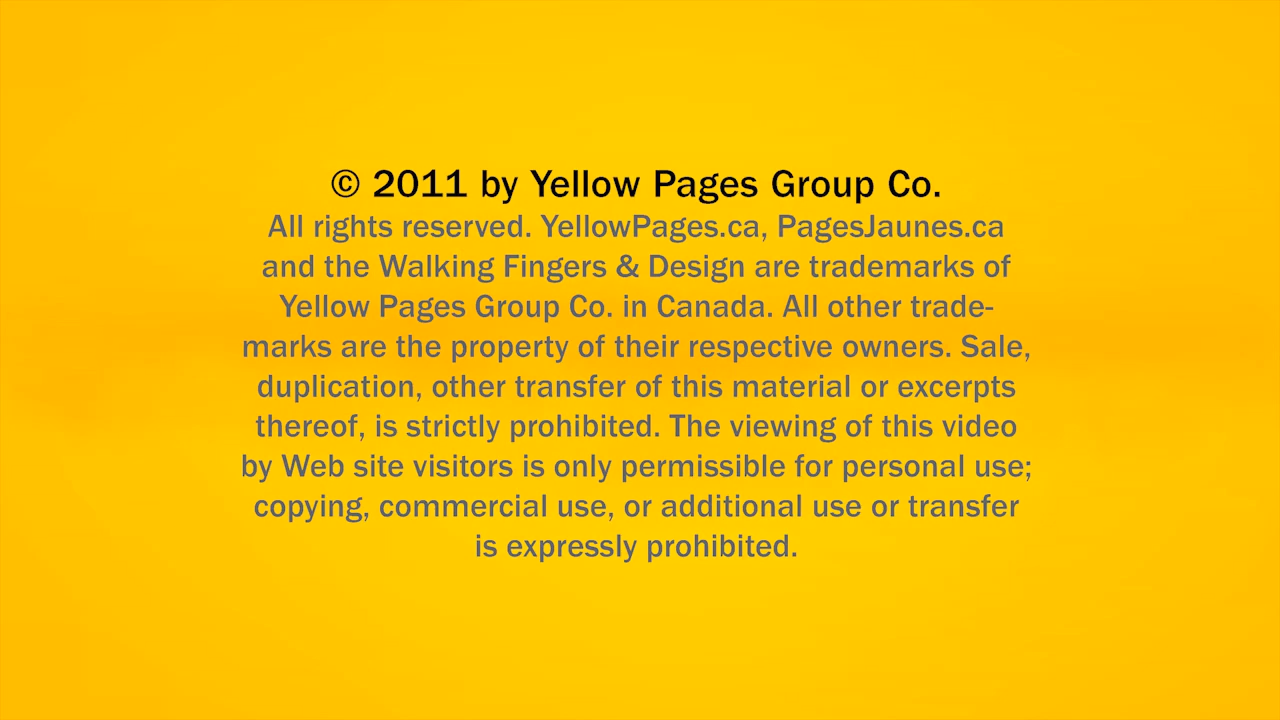 © 2011 by Yellow Pages Group Co.
All rights reserved. YellowPages.ca, PagesJaunes.ca
and the Walking Fingers & Design are trademarks of
Yellow Pages Group Co. in Canada. All other trade-
marks are the property of their respective owners. Sale,
duplication, other transfer of this material or excerpts
thereof, is strictly prohibited. The viewing of this video
by Web site visitors is only permissible for personal use;
copying, commercial use, or additional use or transfer
is expressly prohibited.